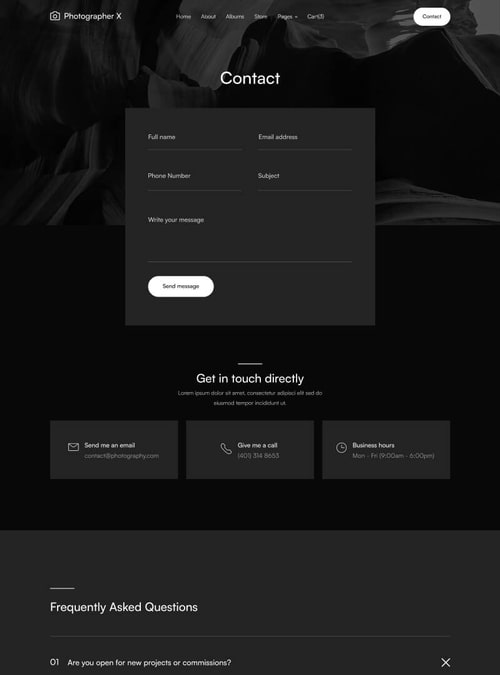 Photographer X
Home About Albums Store Pages Cart(3)
Contact
Contact
Full name Email address
Phone Number Subject
Write your message
Send message
Get in touch directly
Lorem ipsum dolor sit amet, consectetur adipisci elit sed do
eiusmod tempor incididunt ut.
Send me an email
contact@photography.com
Give me a call
(401) 314 8653
Business hours
Mon - Fri (9:00am - 6:00pm)
Frequently Asked Questions
01 Are you open for new projects or commissions?